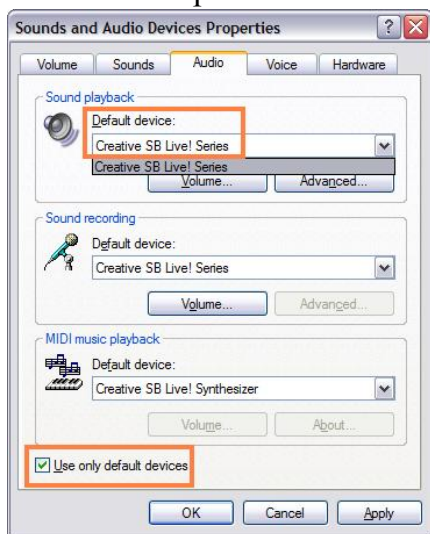 Sounds and Audio Devices Properties
Volume Sounds Audio Voice Hardware
Sound playback
Default device:
Creative SB Live! Series
Creative SB Live! Series
Volume... Advanced...
Sound recording
Default device:
Creative SB Live! Series
Volume... Advanced...
MIDI music playback
Default device:
Creative SB Live! Synthesizer
Volume... About...
Use only default devices
OK Cancel Apply